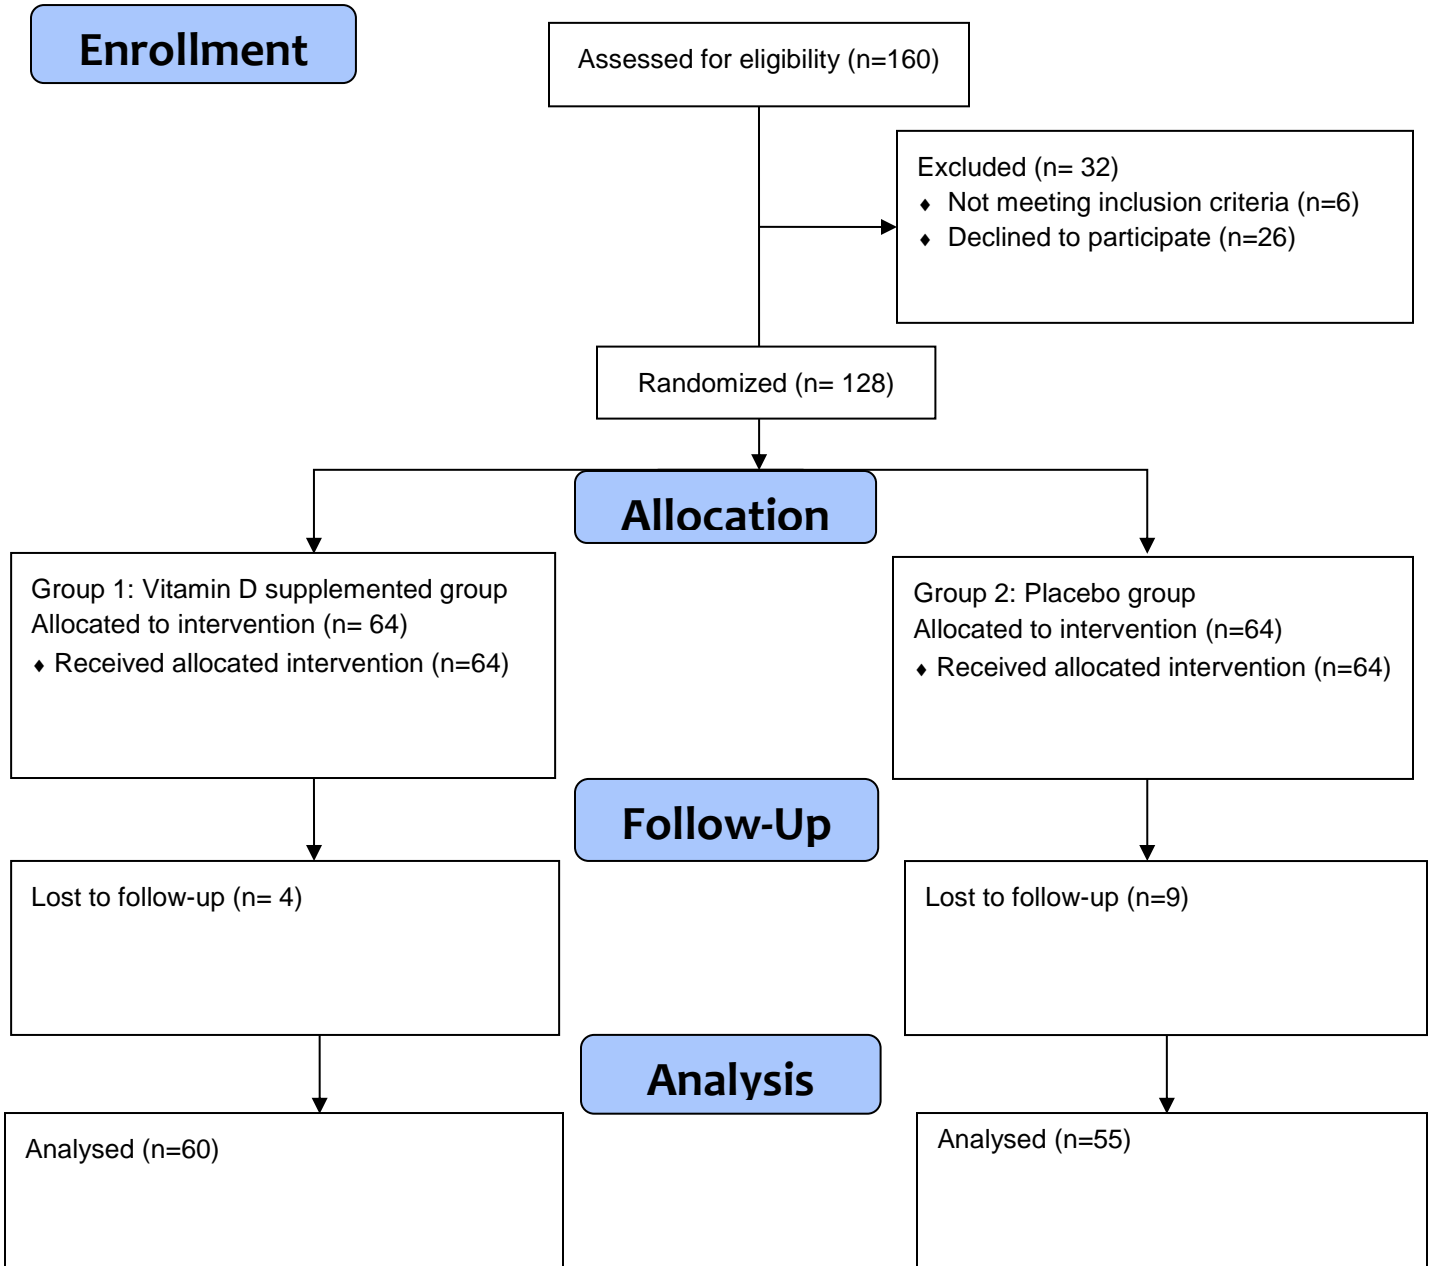 Enrollment
Assessed for eligibility (n=160)
Excluded (n= 32)
♦ Not meeting inclusion criteria (n=6)
♦ Declined to participate (n=26)
Randomized (n= 128)
Allocation
Group 1: Vitamin D supplemented group
Allocated to intervention (n= 64)
♦ Received allocated intervention (n=64)
Group 2: Placebo group
Allocated to intervention (n=64)
♦ Received allocated intervention (n=64)
Follow-Up
Lost to follow-up (n= 4)
Lost to follow-up (n=9)
Analysis
Analysed (n=60)
Analysed (n=55)